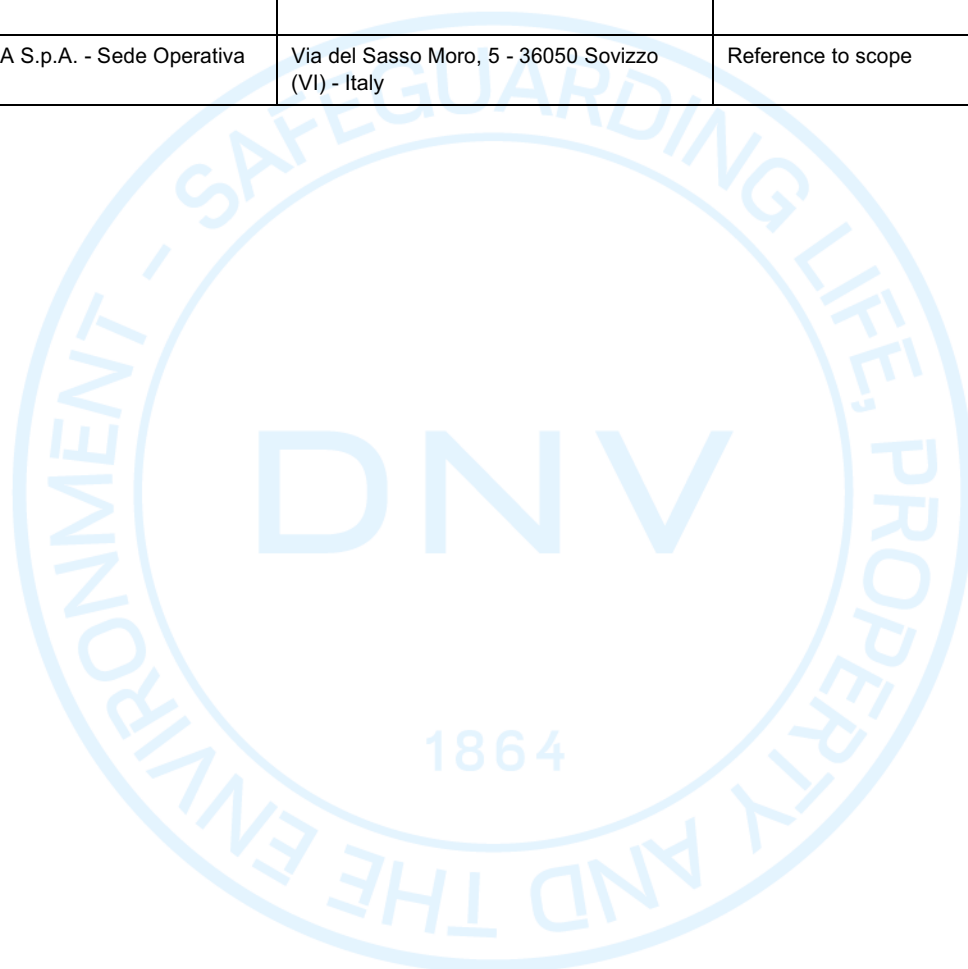 A S.p.A. - Sede Operativa
Via del Sasso Moro, 5 - 36050 Sovizzo
(VI) - Italy
Reference to scope
SAFEGUARDING LIFE, PROPERTY AND THE ENVIRONMENT -
DNV
1864